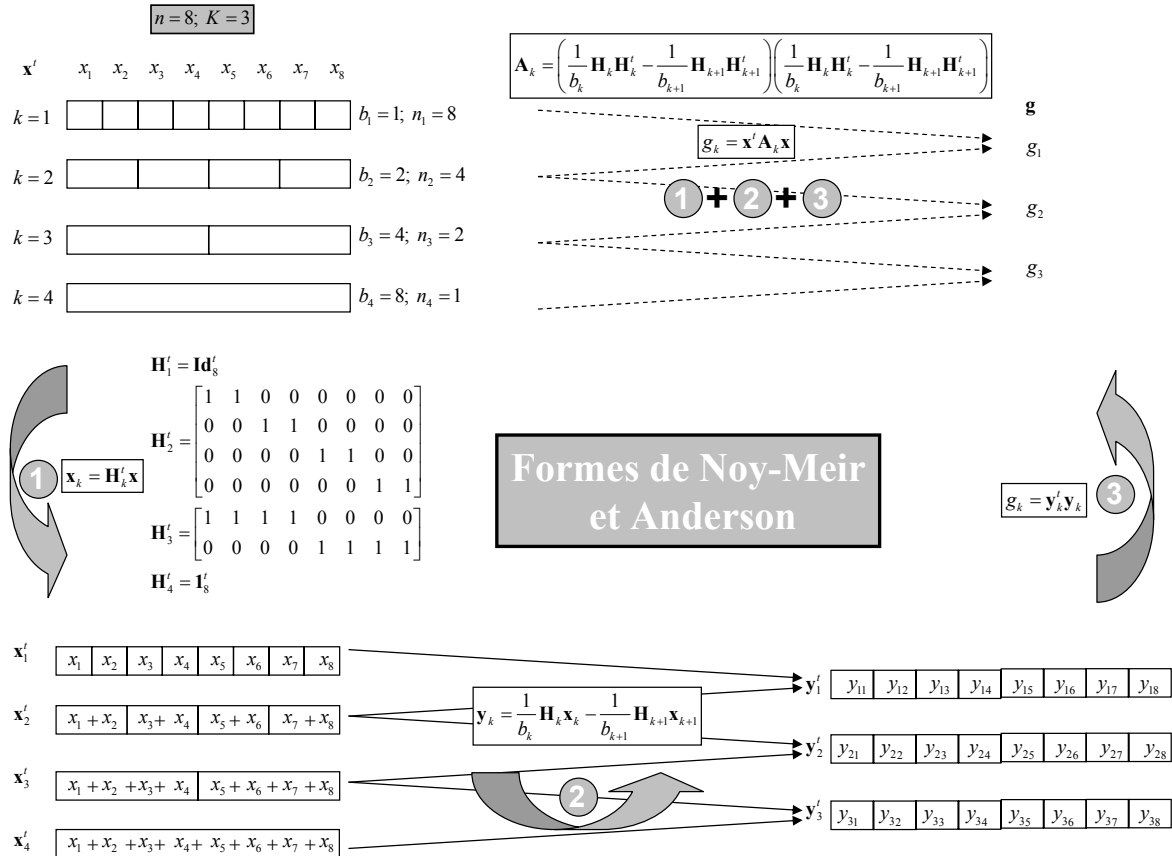 n = 8; K = 3
x^t x_1 x_2 x_3 x_4 x_5 x_6 x_7 x_8
k = 1 b_1 = 1; n_1 = 8
k = 2 b_2 = 2; n_2 = 4
k = 3 b_3 = 4; n_3 = 2
k = 4 b_4 = 8; n_4 = 1
A_k = (1/b_k H_k H_k^t − 1/b_{k+1} H_{k+1} H_{k+1}^t)(1/b_k H_k H_k^t − 1/b_{k+1} H_{k+1} H_{k+1}^t)
g_k = x^t A_k x
1 + 2 + 3
g
g_1
g_2
g_3
1
x_k = H_k^t x
H_1^t = Id_8^t
H_2^t = [1 1 0 0 0 0 0 0
0 0 1 1 0 0 0 0
0 0 0 0 1 1 0 0
0 0 0 0 0 0 1 1]
H_3^t = [1 1 1 1 0 0 0 0
0 0 0 0 1 1 1 1]
H_4^t = 1_8^t
Formes de Noy-Meir
et Anderson
g_k = y_k^t y_k
3
x_1^t x_1 x_2 x_3 x_4 x_5 x_6 x_7 x_8
x_2^t x_1 + x_2 x_3 + x_4 x_5 + x_6 x_7 + x_8
x_3^t x_1 + x_2 + x_3 + x_4 x_5 + x_6 + x_7 + x_8
x_4^t x_1 + x_2 + x_3 + x_4 + x_5 + x_6 + x_7 + x_8
y_k = 1/b_k H_k x_k − 1/b_{k+1} H_{k+1} x_{k+1}
2
y_1^t y_11 y_12 y_13 y_14 y_15 y_16 y_17 y_18
y_2^t y_21 y_22 y_23 y_24 y_25 y_26 y_27 y_28
y_3^t y_31 y_32 y_33 y_34 y_35 y_36 y_37 y_38